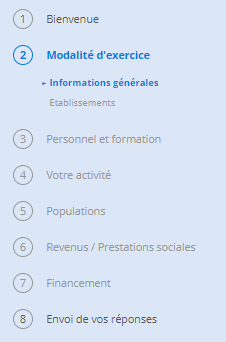 1 Bienvenue
2 Modalité d'exercice
- Informations générales
Etablissements
3 Personnel et formation
4 Votre activité
5 Populations
6 Revenus / Prestations sociales
7 Financement
8 Envoi de vos réponses